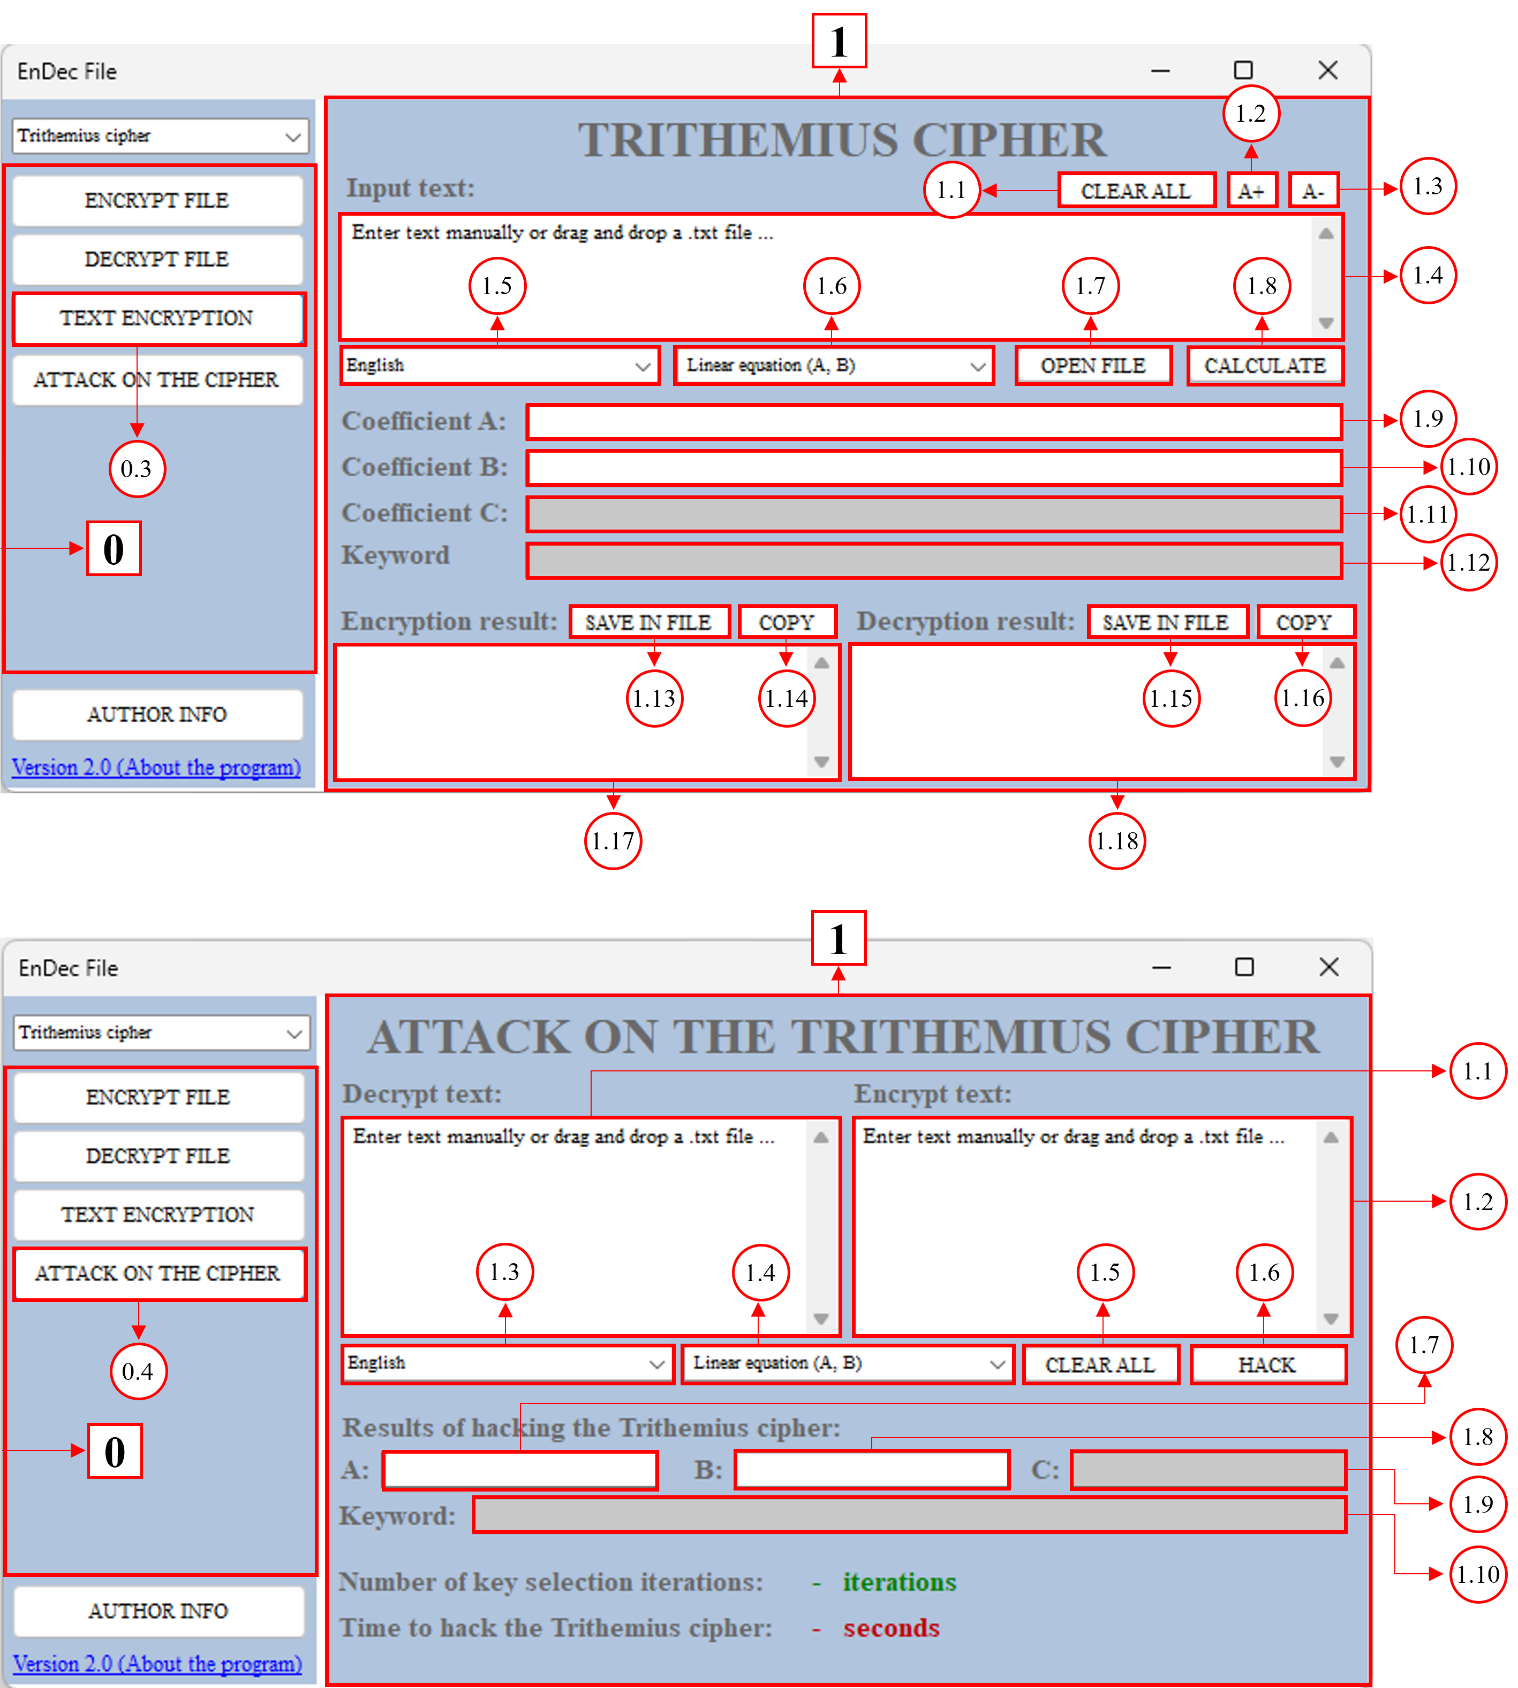 1
EnDec File
1.2
Trithemius cipher
TRITHEMIUS CIPHER
Input text:
1.1
CLEAR ALL
A+
A-
1.3
ENCRYPT FILE
Enter text manually or drag and drop a .txt file ...
DECRYPT FILE
1.5
1.6
1.7
1.8
1.4
TEXT ENCRYPTION
English
Linear equation (A, B)
OPEN FILE
CALCULATE
ATTACK ON THE CIPHER
Coefficient A:
1.9
0.3
Coefficient B:
1.10
Coefficient C:
1.11
0
Keyword
1.12
Encryption result:
SAVE IN FILE
COPY
Decryption result:
SAVE IN FILE
COPY
1.13
1.14
1.15
1.16
AUTHOR INFO
Version 2.0 (About the program)
1.17
1.18
1
EnDec File
Trithemius cipher
ATTACK ON THE TRITHEMIUS CIPHER
1.1
Decrypt text:
Encrypt text:
ENCRYPT FILE
Enter text manually or drag and drop a .txt file ...
Enter text manually or drag and drop a .txt file ...
DECRYPT FILE
1.2
TEXT ENCRYPTION
ATTACK ON THE CIPHER
1.3
1.4
1.5
1.6
0.4
English
Linear equation (A, B)
CLEAR ALL
HACK
1.7
Results of hacking the Trithemius cipher:
1.8
0
A:
B:
C:
1.9
Keyword:
1.10
Number of key selection iterations: - iterations
AUTHOR INFO
Time to hack the Trithemius cipher: - seconds
Version 2.0 (About the program)